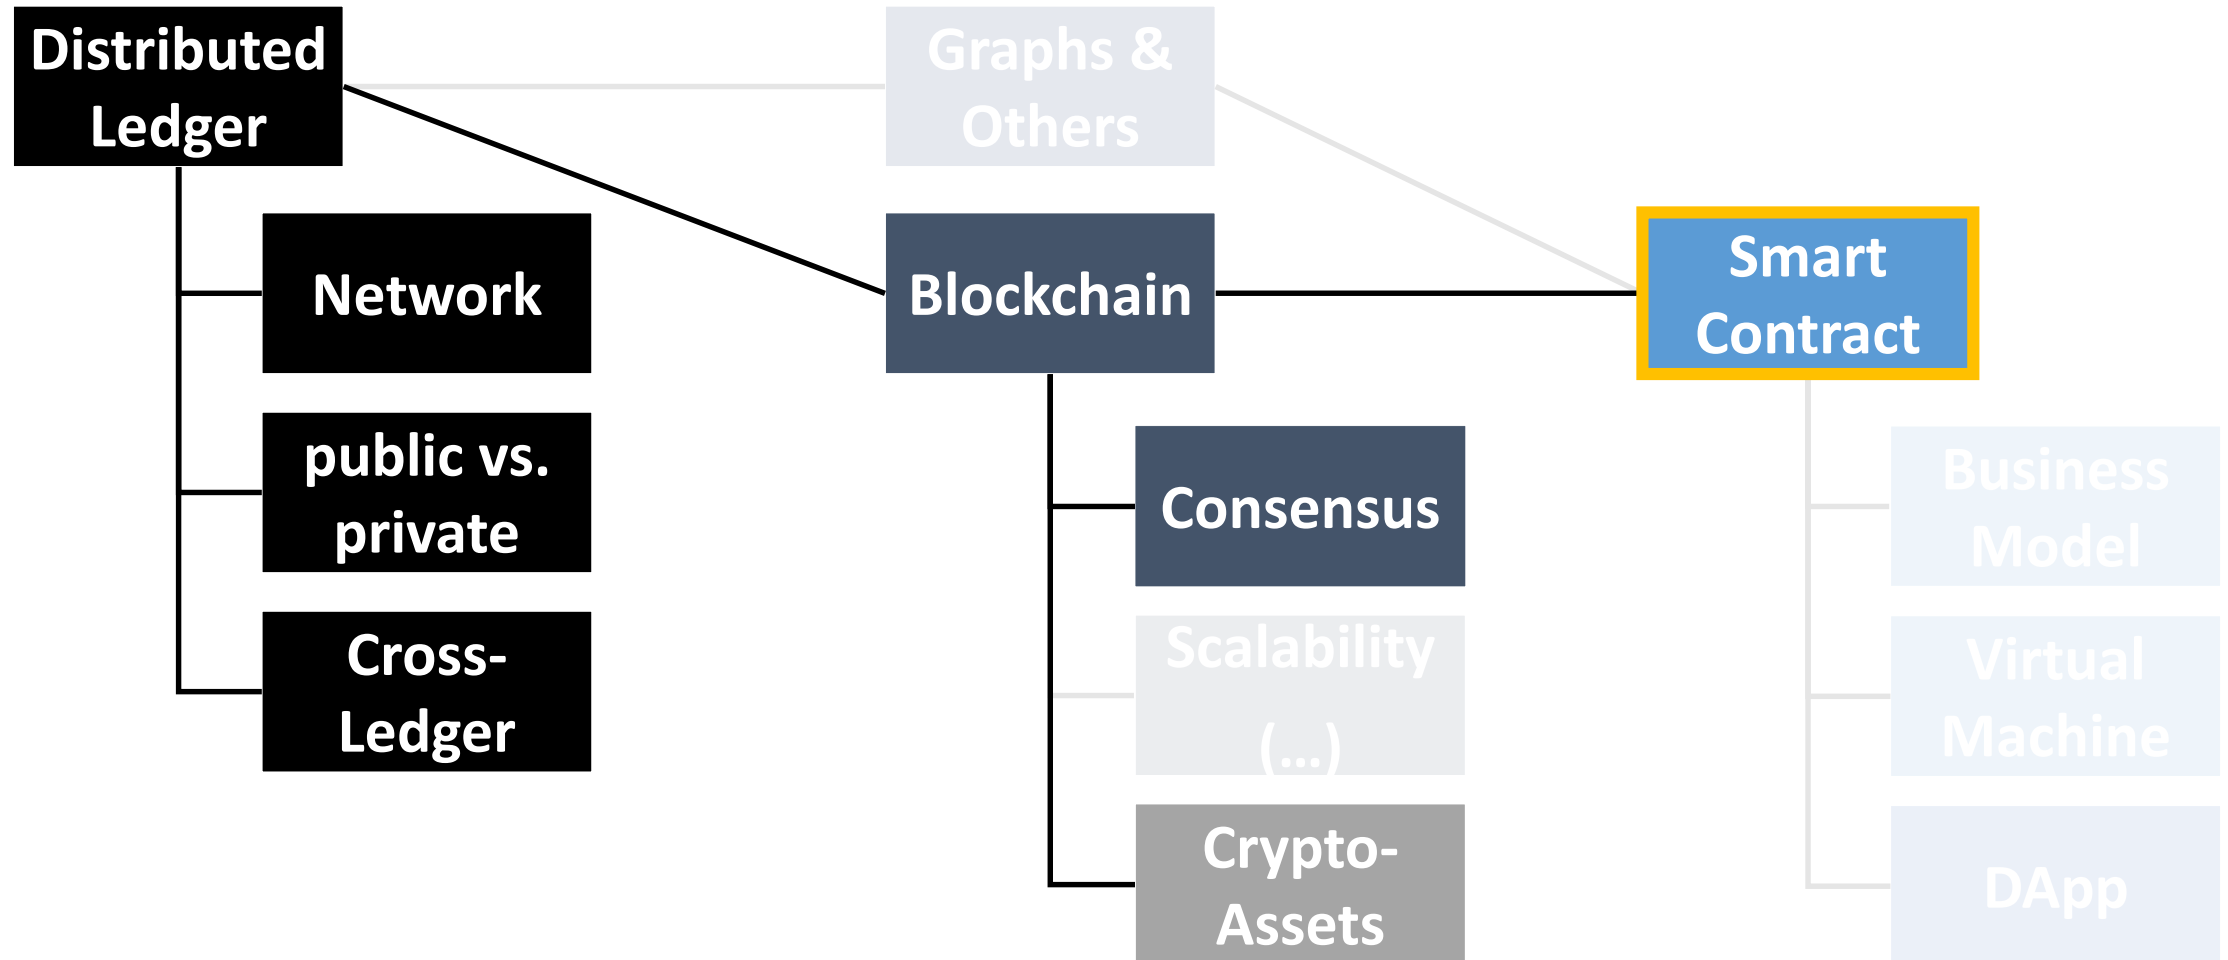 Distributed
Ledger
Graphs &
Others
Network
Blockchain
Smart
Contract
public vs.
private
Cross-
Ledger
Consensus
Scalability
(...)
Crypto-
Assets
Business
Model
Virtual
Machine
DApp